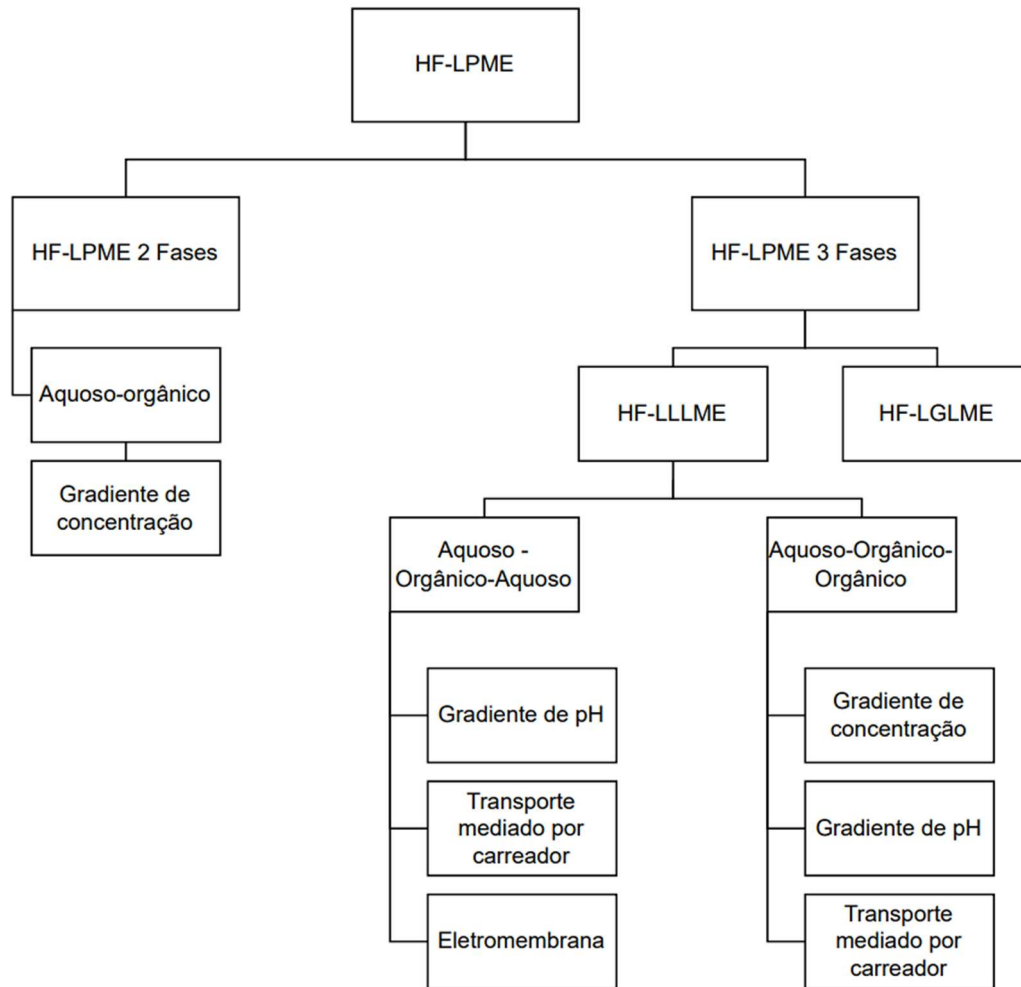 HF-LPME
HF-LPME 2 Fases
HF-LPME 3 Fases
Aquoso-orgânico
Gradiente de
concentração
HF-LLLME
HF-LGLME
Aquoso -
Orgânico-Aquoso
Gradiente de pH
Transporte
mediado por
carreador
Eletromembrana
Aquoso-Orgânico-
Orgânico
Gradiente de
concentração
Gradiente de pH
Transporte
mediado por
carreador